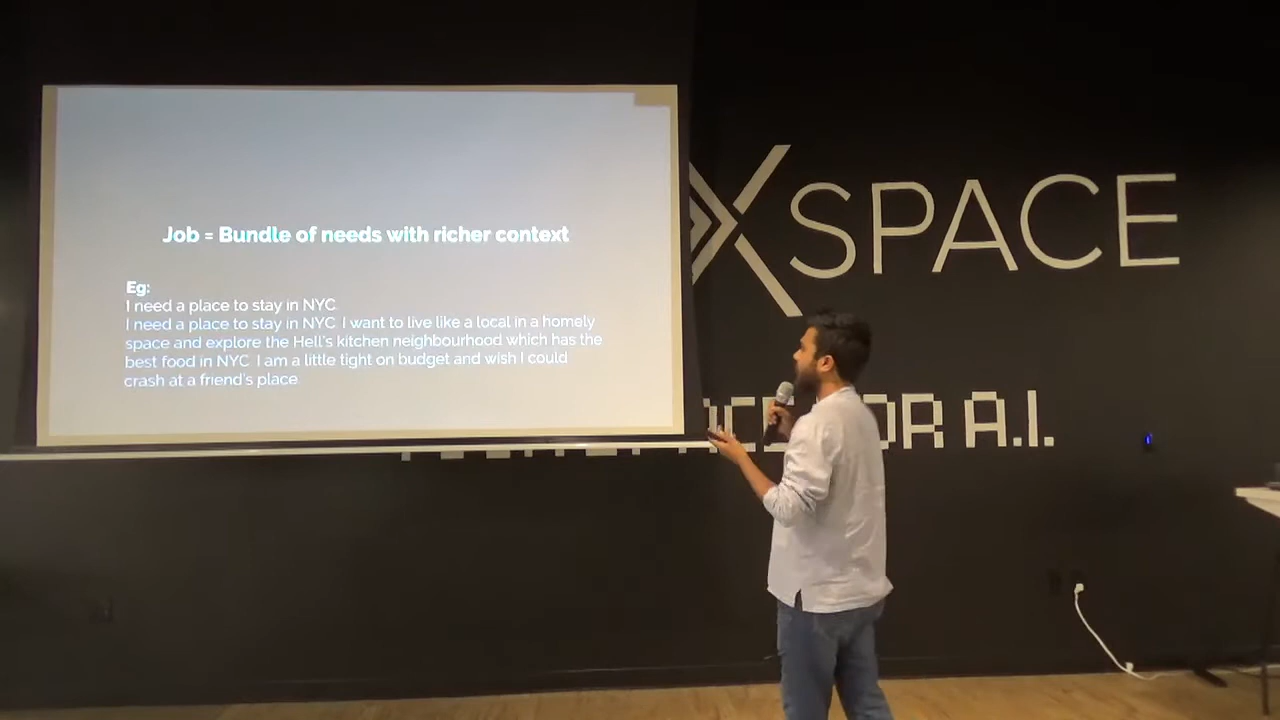 Job = Bundle of needs with richer context
Eg:
I need a place to stay in NYC.
I need a place to stay in NYC. I want to live like a local in a homely
space and explore the Hell's kitchen neighbourhood which has the
best food in NYC. I am a little tight on budget and wish I could
crash at a friend's place.
XSPACE
OR A.I.